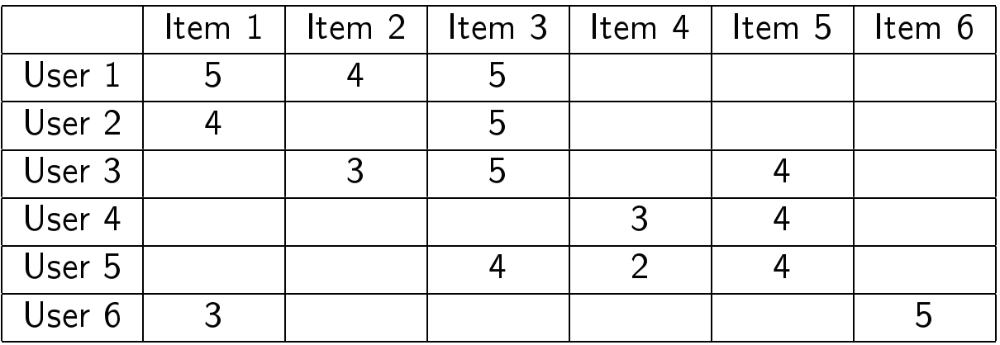 Item 1 Item 2 Item 3 Item 4 Item 5 Item 6
User 1 5 4 5
User 2 4 5
User 3 3 5 4
User 4 3 4
User 5 4 2 4
User 6 3 5